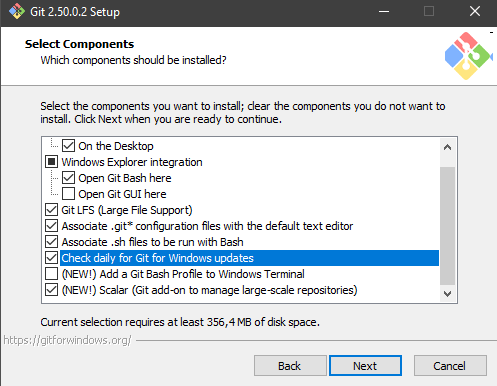 Git 2.50.0.2 Setup
Select Components
Which components should be installed?
Select the components you want to install; clear the components you do not want to
install. Click Next when you are ready to continue.
On the Desktop
Windows Explorer integration
Open Git Bash here
Open Git GUI here
Git LFS (Large File Support)
Associate .git* configuration files with the default text editor
Associate .sh files to be run with Bash
Check daily for Git for Windows updates
(NEW!) Add a Git Bash Profile to Windows Terminal
(NEW!) Scalar (Git add-on to manage large-scale repositories)
Current selection requires at least 356,4 MB of disk space.
https://gitforwindows.org/
Back
Next
Cancel